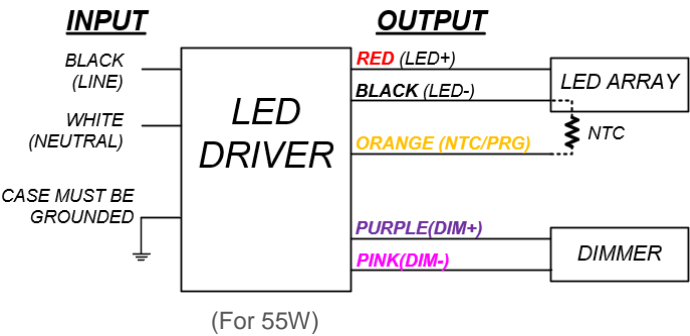 INPUT
OUTPUT
BLACK
(LINE)
WHITE
(NEUTRAL)
CASE MUST BE
GROUNDED
LED
DRIVER
RED (LED+)
BLACK (LED-)
ORANGE (NTC/PRG)
PURPLE(DIM+)
PINK(DIM-)
LED ARRAY
NTC
DIMMER
(For 55W)